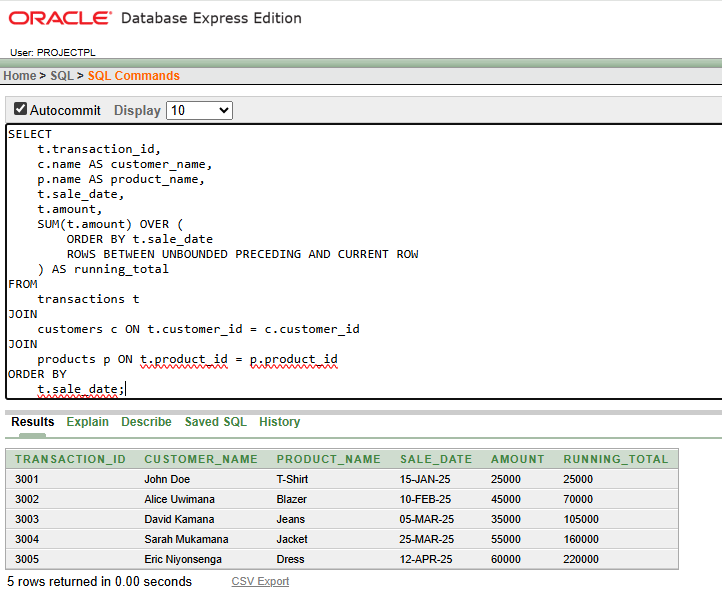 ORACLE® Database Express Edition
User: PROJECTPL
Home > SQL > SQL Commands
Autocommit Display 10
SELECT
    t.transaction_id,
    c.name AS customer_name,
    p.name AS product_name,
    t.sale_date,
    t.amount,
    SUM(t.amount) OVER (
        ORDER BY t.sale_date
        ROWS BETWEEN UNBOUNDED PRECEDING AND CURRENT ROW
    ) AS running_total
FROM
    transactions t
JOIN
    customers c ON t.customer_id = c.customer_id
JOIN
    products p ON t.product_id = p.product_id
ORDER BY
    t.sale_date;
Results Explain Describe Saved SQL History
TRANSACTION_ID CUSTOMER_NAME PRODUCT_NAME SALE_DATE AMOUNT RUNNING_TOTAL
3001 John Doe T-Shirt 15-JAN-25 25000 25000
3002 Alice Uwimana Blazer 10-FEB-25 45000 70000
3003 David Kamana Jeans 05-MAR-25 35000 105000
3004 Sarah Mukamana Jacket 25-MAR-25 55000 160000
3005 Eric Niyonsenga Dress 12-APR-25 60000 220000
5 rows returned in 0.00 seconds CSV Export